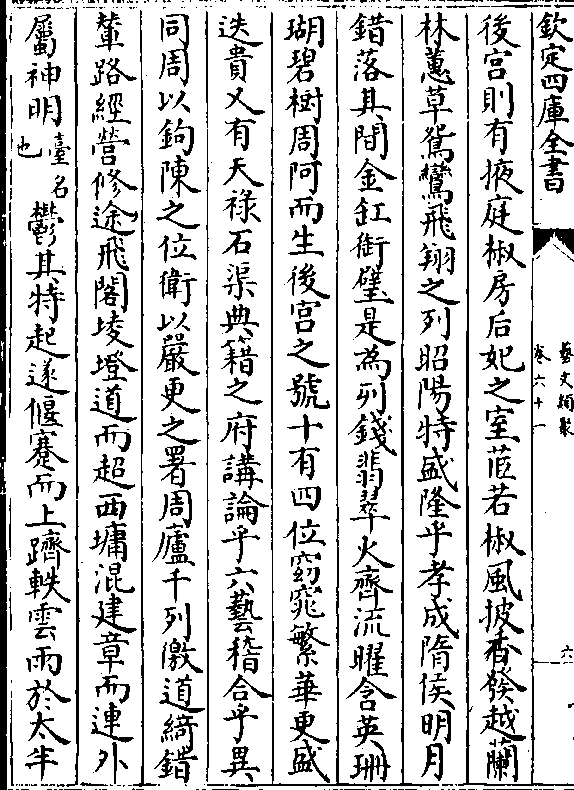 欽定四庫全書
藝文類聚
卷六十一
六
後宮則有掖庭椒房后妃之室茝若椒風披香發越蘭
林蕙草鴛鸞飛翔之列昭陽特盛隆乎孝成隋侯明月
錯落其間金缸銜璧是為列錢翡翠火齊流曜含英珊
瑚碧樹周阿而生後宮之號十有四位窈窕繁華更盛
迭貴又有天祿石渠典籍之府講論乎六藝稽合乎異
同周以鉤陳之位衛以嚴更之署周廬千列徼道綺錯
輦路經營修途飛閣堎墱道而超西墉混建章而連外
屬神明臺名也鬱其特起遂偃蹇而上躋軼雲雨於太半